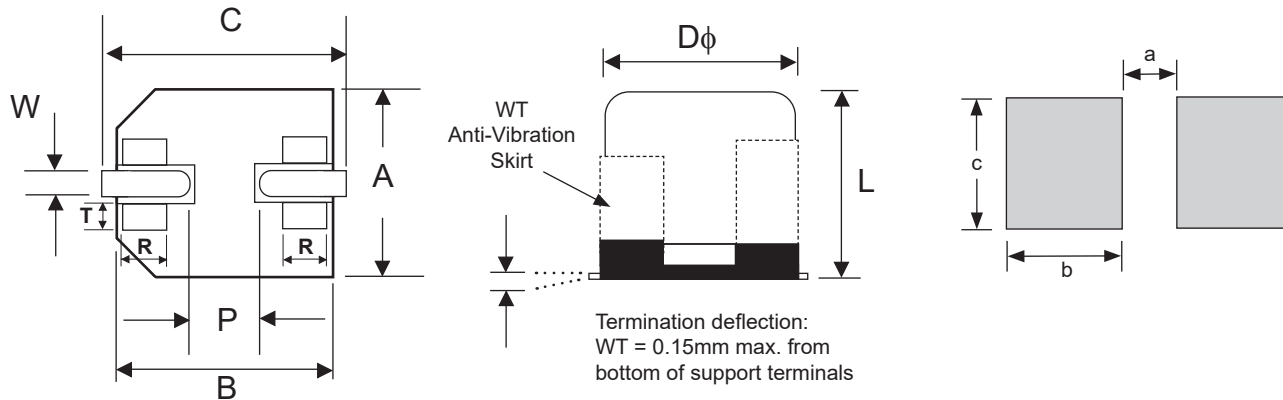 C
W
A
T
R
R
P
B
Dϕ
WT
Anti-Vibration
Skirt
L
Termination deflection:
WT = 0.15mm max. from
bottom of support terminals
a
c
b